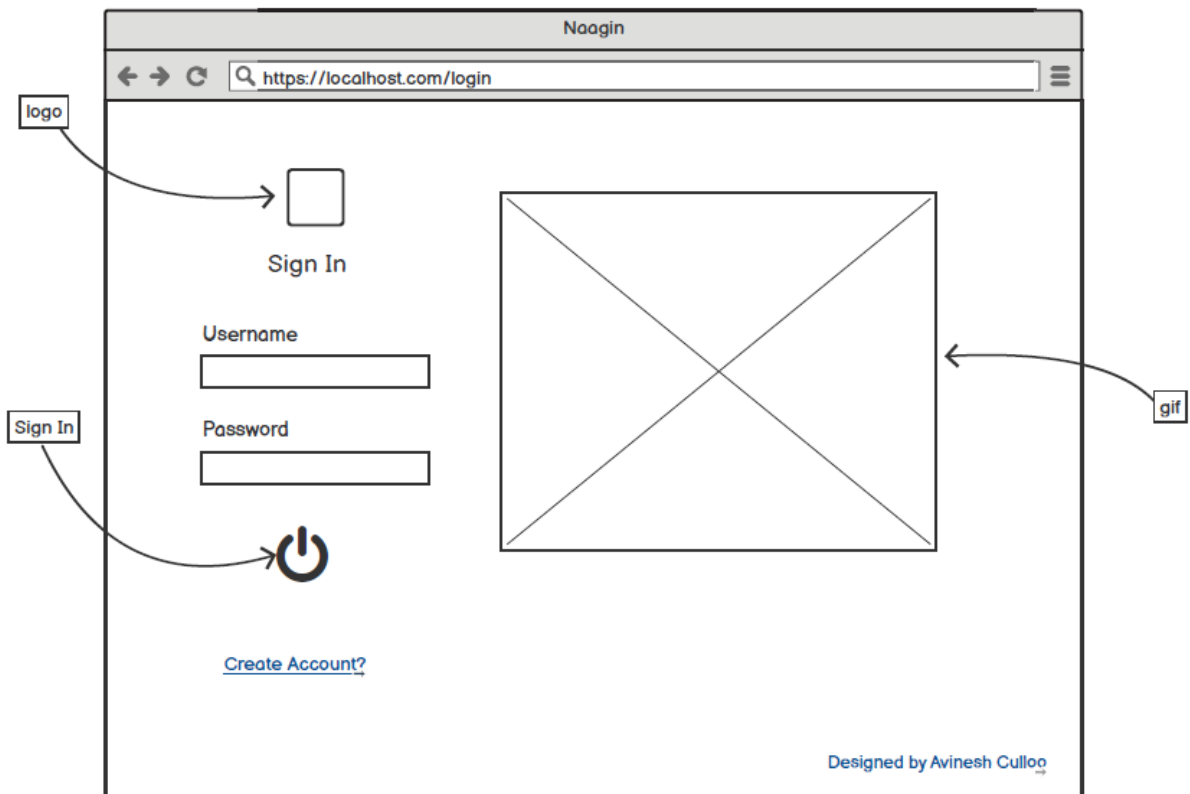 Naagin
https://localhost.com/login
logo
Sign In
Username
Password
Sign In
gif
Create Account?
Designed by Avinesh Culloo